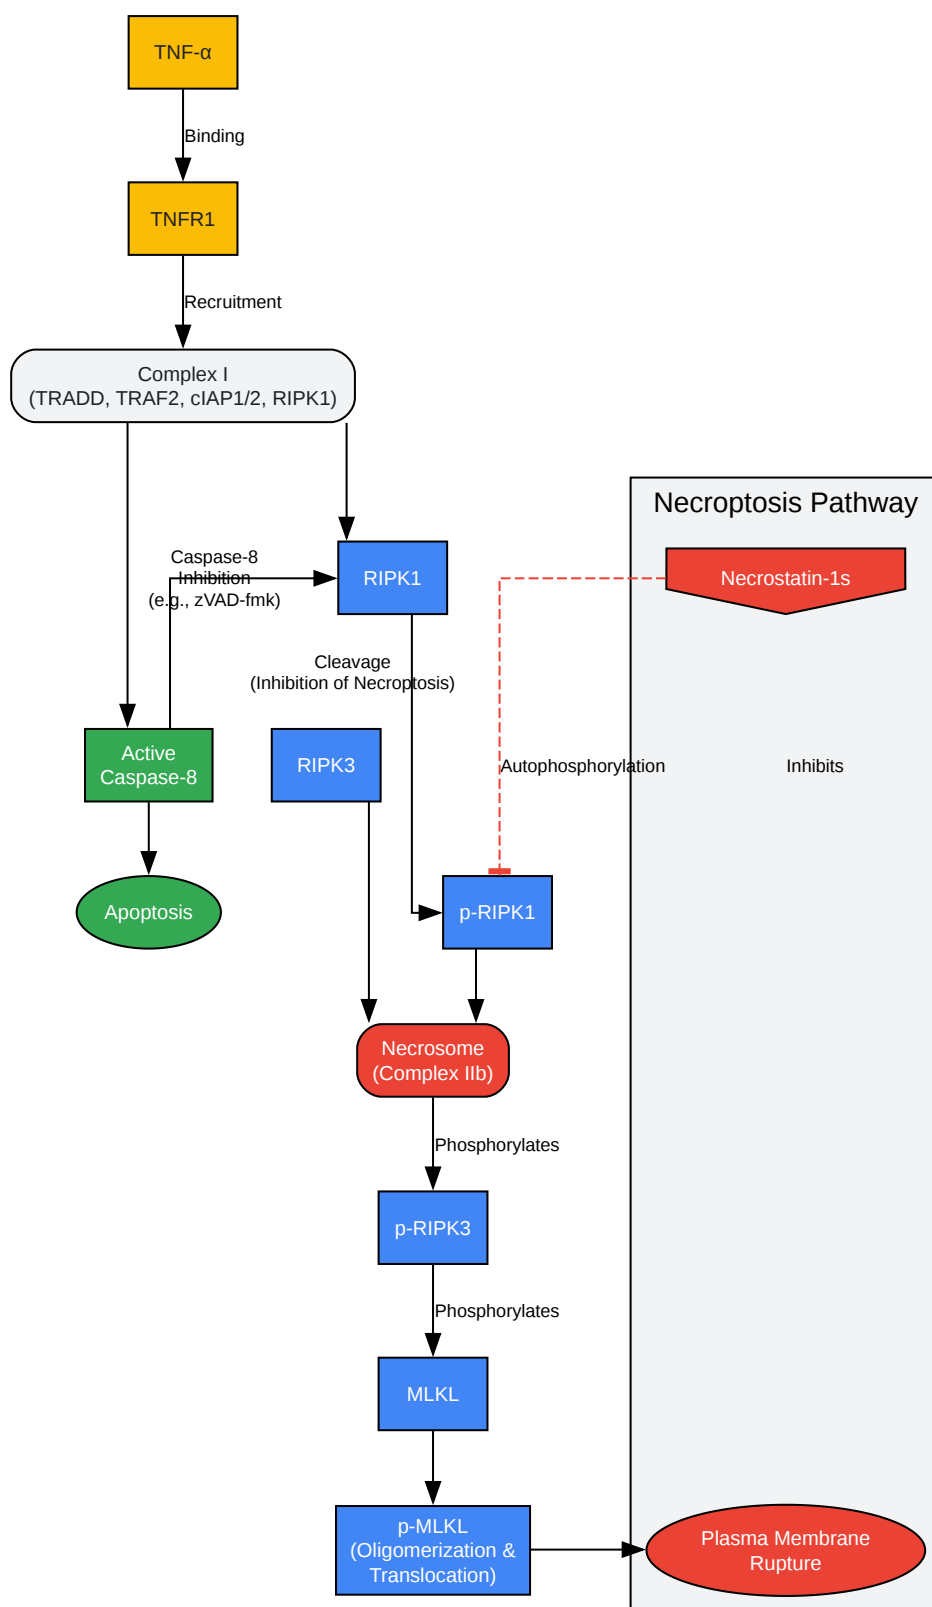 TNF-α
Binding
TNFR1
Recruitment
Complex I
(TRADD, TRAF2, cIAP1/2, RIPK1)
Necroptosis Pathway
Caspase-8
Inhibition
(e.g., zVAD-fmk)
RIPK1
Necrostatin-1s
Cleavage
(Inhibition of Necroptosis)
Active
Caspase-8
RIPK3
Autophosphorylation
Inhibits
Apoptosis
p-RIPK1
Necrosome
(Complex IIb)
Phosphorylates
p-RIPK3
Phosphorylates
MLKL
p-MLKL
(Oligomerization &
Translocation)
Plasma Membrane
Rupture